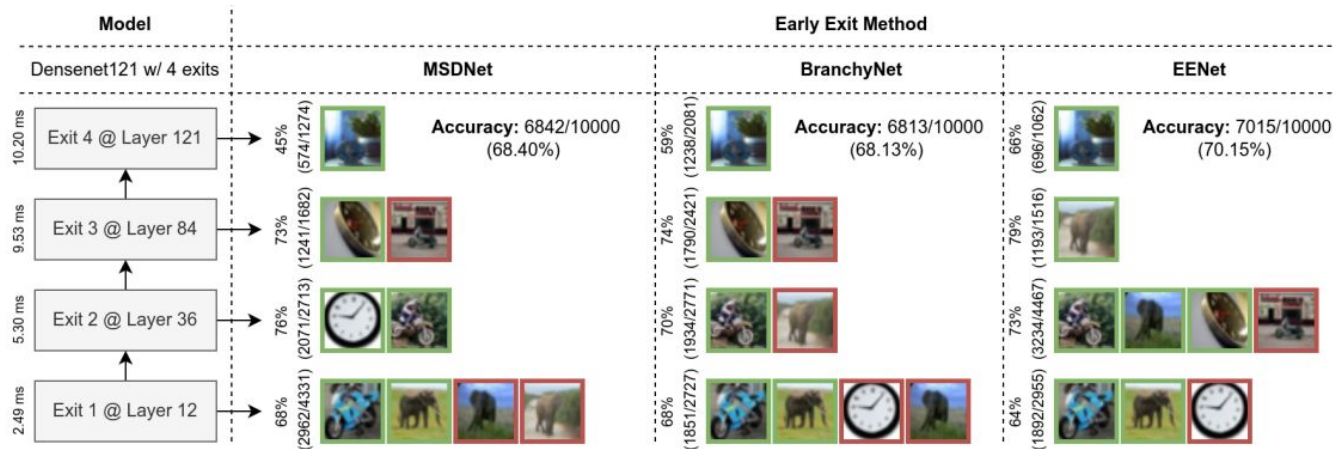 Model
Early Exit Method
Densenet121 w/ 4 exits
MSDNet
BranchyNet
EENet
10.20 ms
Exit 4 @ Layer 121
45%
(574/1274)
Accuracy: 6842/10000
(68.40%)
59%
(1238/2081)
Accuracy: 6813/10000
(68.13%)
66%
(696/1062)
Accuracy: 7015/10000
(70.15%)
9.53 ms
Exit 3 @ Layer 84
73%
(1241/1682)
74%
(1790/2421)
79%
(1193/1516)
5.30 ms
Exit 2 @ Layer 36
76%
(2071/2713)
70%
(1934/2771)
73%
(3234/4467)
2.49 ms
Exit 1 @ Layer 12
68%
(2962/4331)
68%
(1851/2727)
64%
(1892/2955)